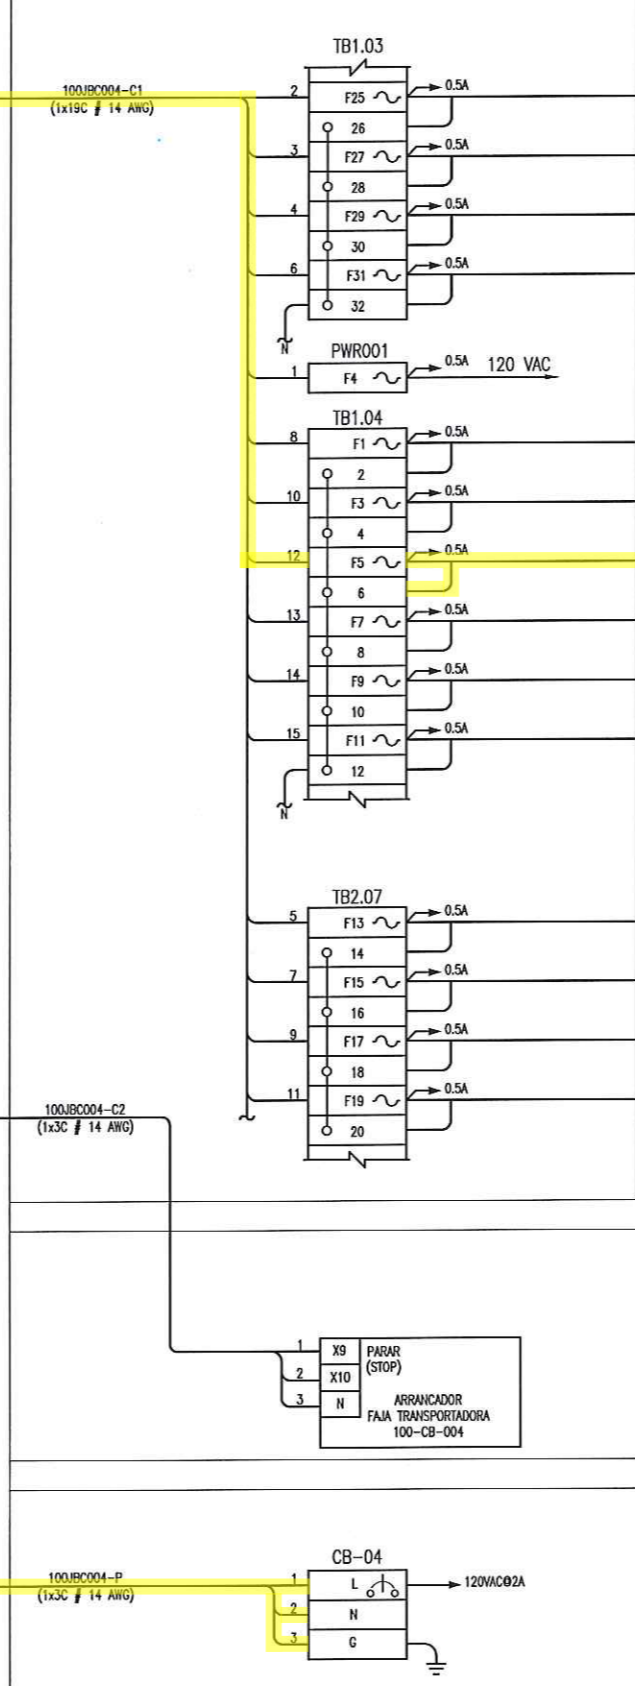 TB1.03
100JBC004-C1
(1x19C # 14 AWG)
2 F25 0.5A
26
3 F27 0.5A
28
4 F29 0.5A
30
6 F31 0.5A
32
N
PWR001
1 F4 0.5A 120 VAC
TB1.04
8 F1 0.5A
2
10 F3 0.5A
4
12 F5 0.5A
6
13 F7 0.5A
8
14 F9 0.5A
10
15 F11 0.5A
12
N
TB2.07
5 F13 0.5A
14
7 F15 0.5A
16
9 F17 0.5A
18
11 F19 0.5A
20
100JBC004-C2
(1x3C # 14 AWG)
1 X9 PARAR
(STOP)
2 X10
3 N ARRANCADOR
FAJA TRANSPORTADORA
100-CB-004
CB-04
100JBC004-P
(1x3C # 14 AWG)
1 L 120VAC@2A
2 N
3 G